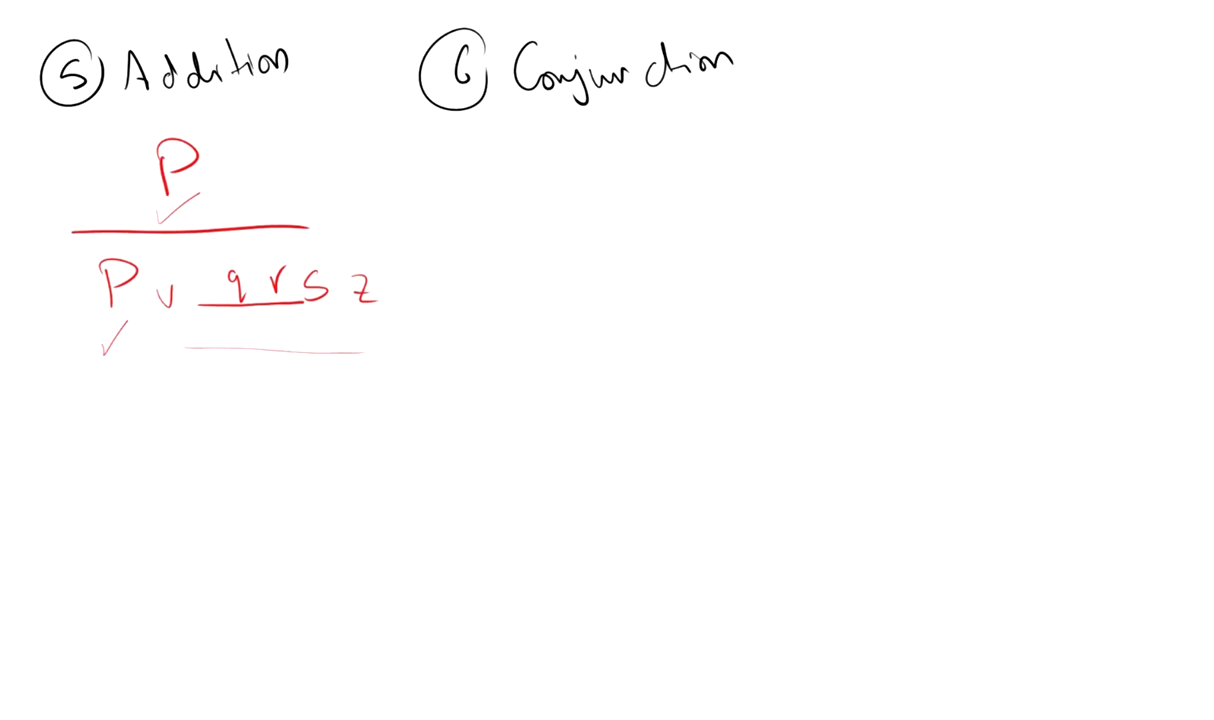 ⑤ Addition
⑥ Conjunction
P
P v q r s z